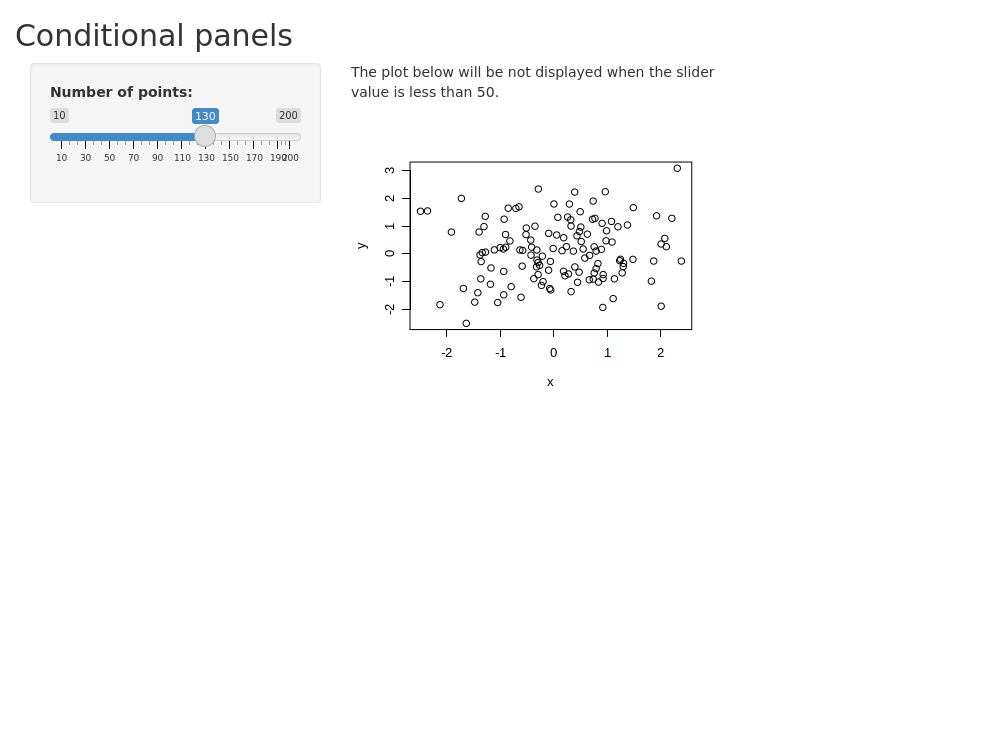 Conditional panels
Number of points:
10 130 200
10 30 50 70 90 110 130 150 170 190 200
The plot below will be not displayed when the slider
value is less than 50.
3
2
1
0
-1
-2
y
-2 -1 0 1 2
x